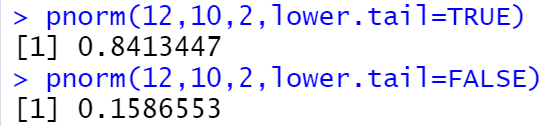 > pnorm(12,10,2,lower.tail=TRUE)
[1] 0.8413447
> pnorm(12,10,2,lower.tail=FALSE)
[1] 0.1586553